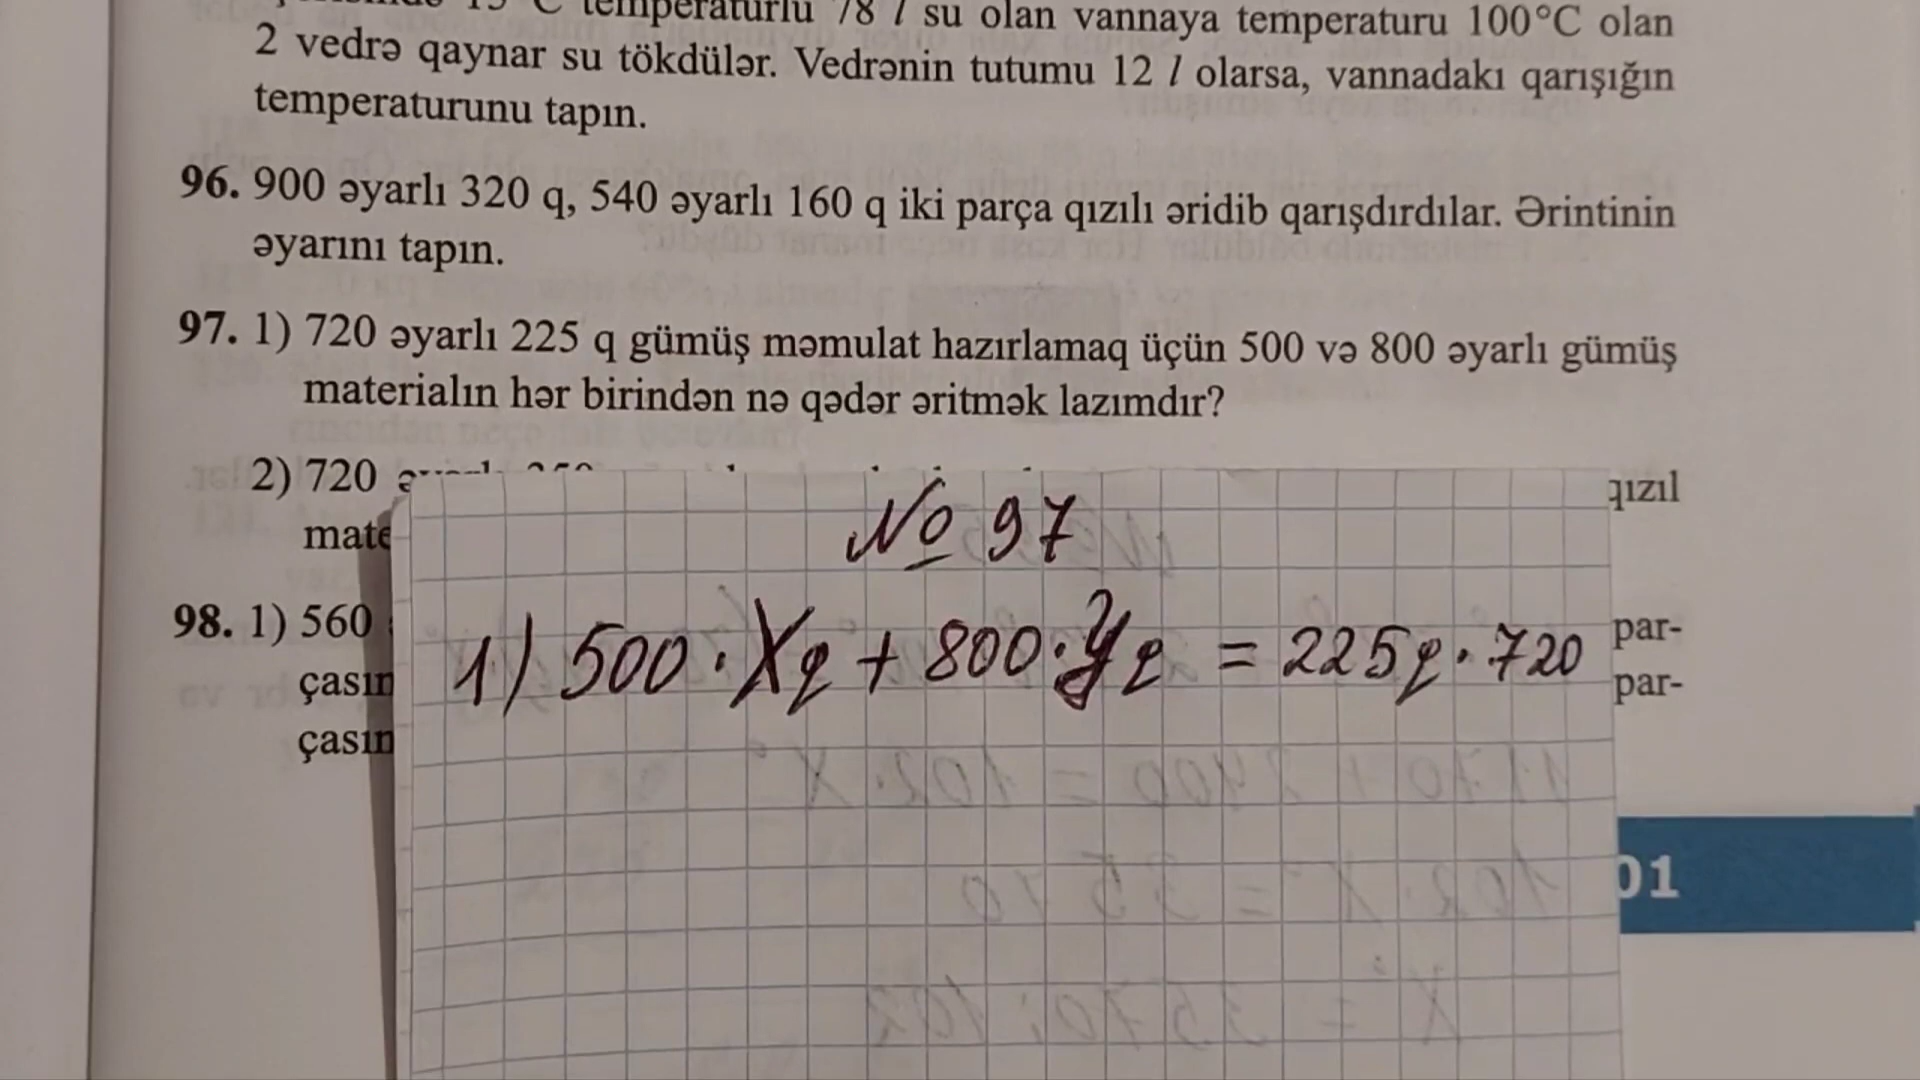 15 °C temperaturlu 78 l su olan vannaya temperaturu 100°C olan
2 vedrə qaynar su tökdülər. Vedrənin tutumu 12 l olarsa, vannadakı qarışığın
temperaturunu tapın.
96. 900 əyarlı 320 q, 540 əyarlı 160 q iki parça qızılı əridib qarışdırdılar. Ərintinin
əyarını tapın.
97. 1) 720 əyarlı 225 q gümüş məmulat hazırlamaq üçün 500 və 800 əyarlı gümüş
materialın hər birindən nə qədər əritmək lazımdır?
2) 720 qızıl
mate
98. 1) 560 par-
çasın par-
çasın
№ 97
1) 500 · Xq + 800 · Yq = 225q · 720
01